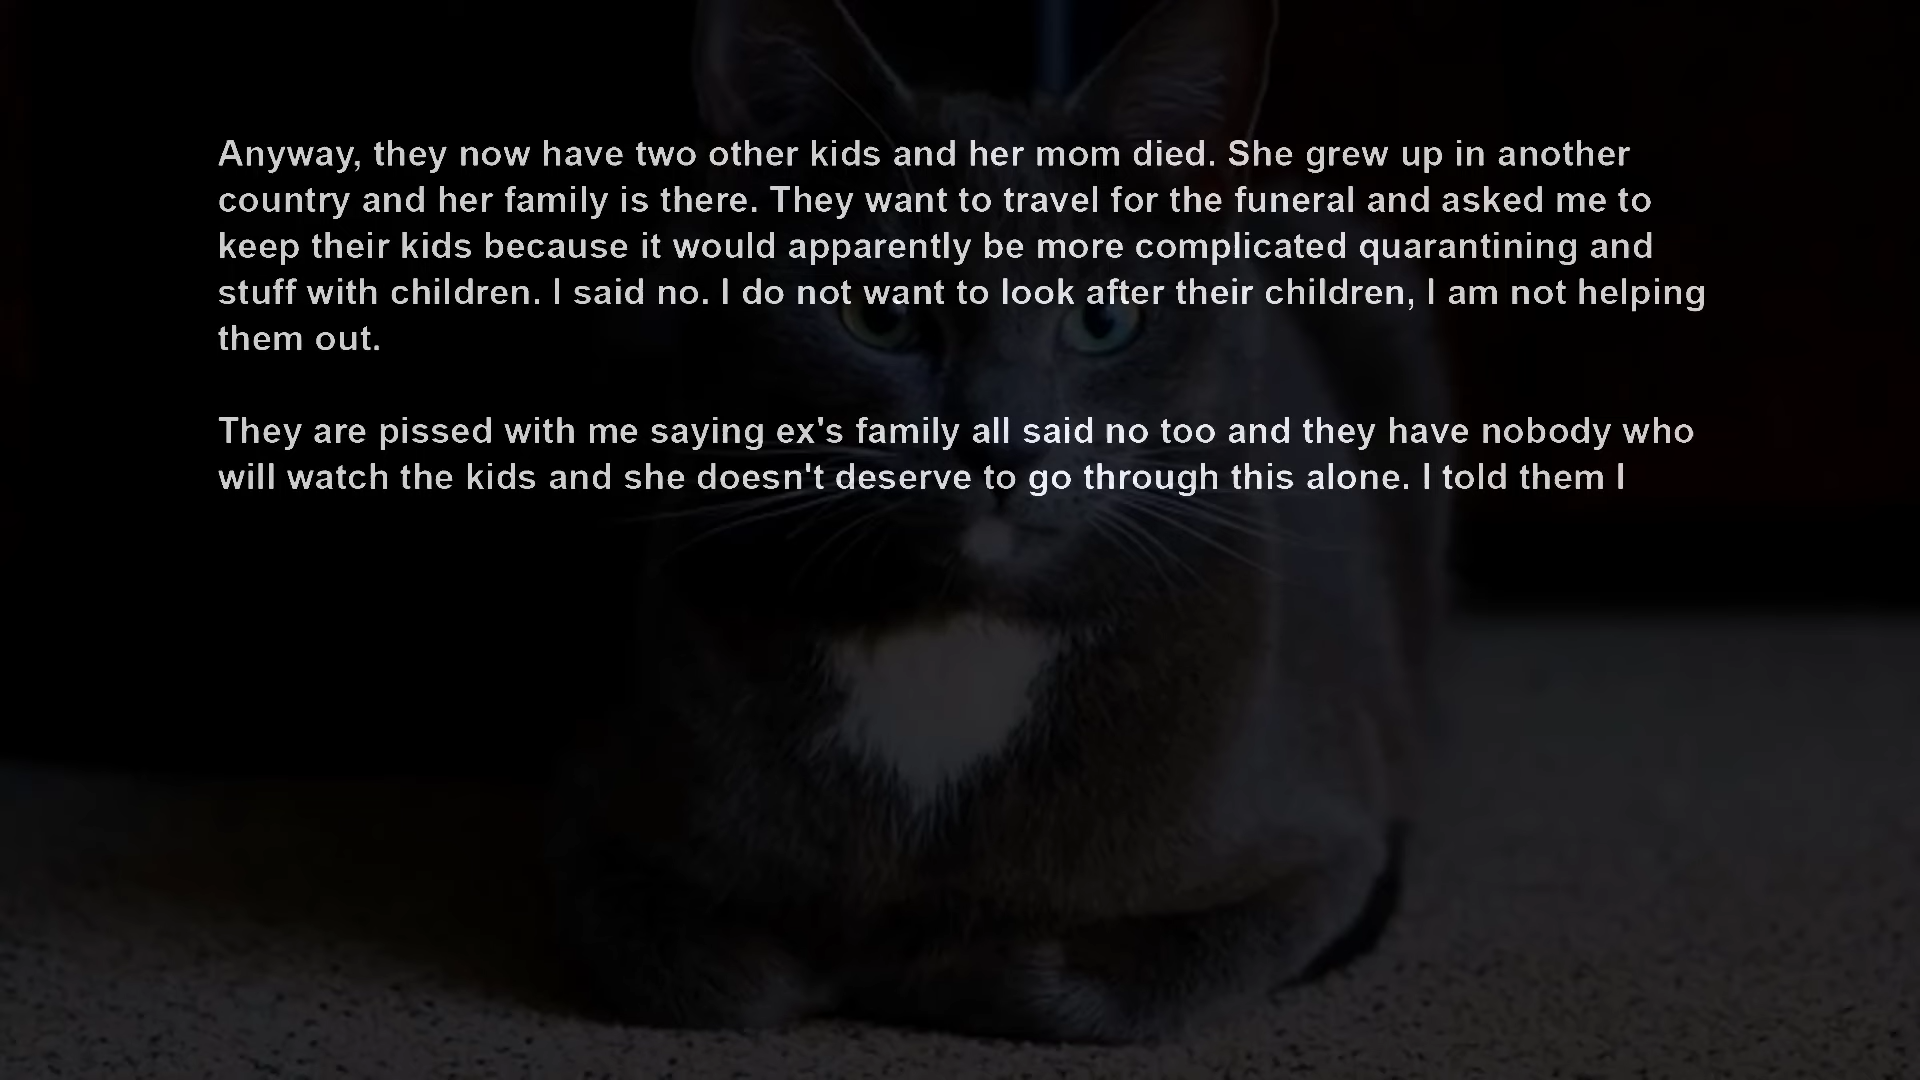 Anyway, they now have two other kids and her mom died. She grew up in another
country and her family is there. They want to travel for the funeral and asked me to
keep their kids because it would apparently be more complicated quarantining and
stuff with children. I said no. I do not want to look after their children, I am not helping
them out.
They are pissed with me saying ex's family all said no too and they have nobody who
will watch the kids and she doesn't deserve to go through this alone. I told them I